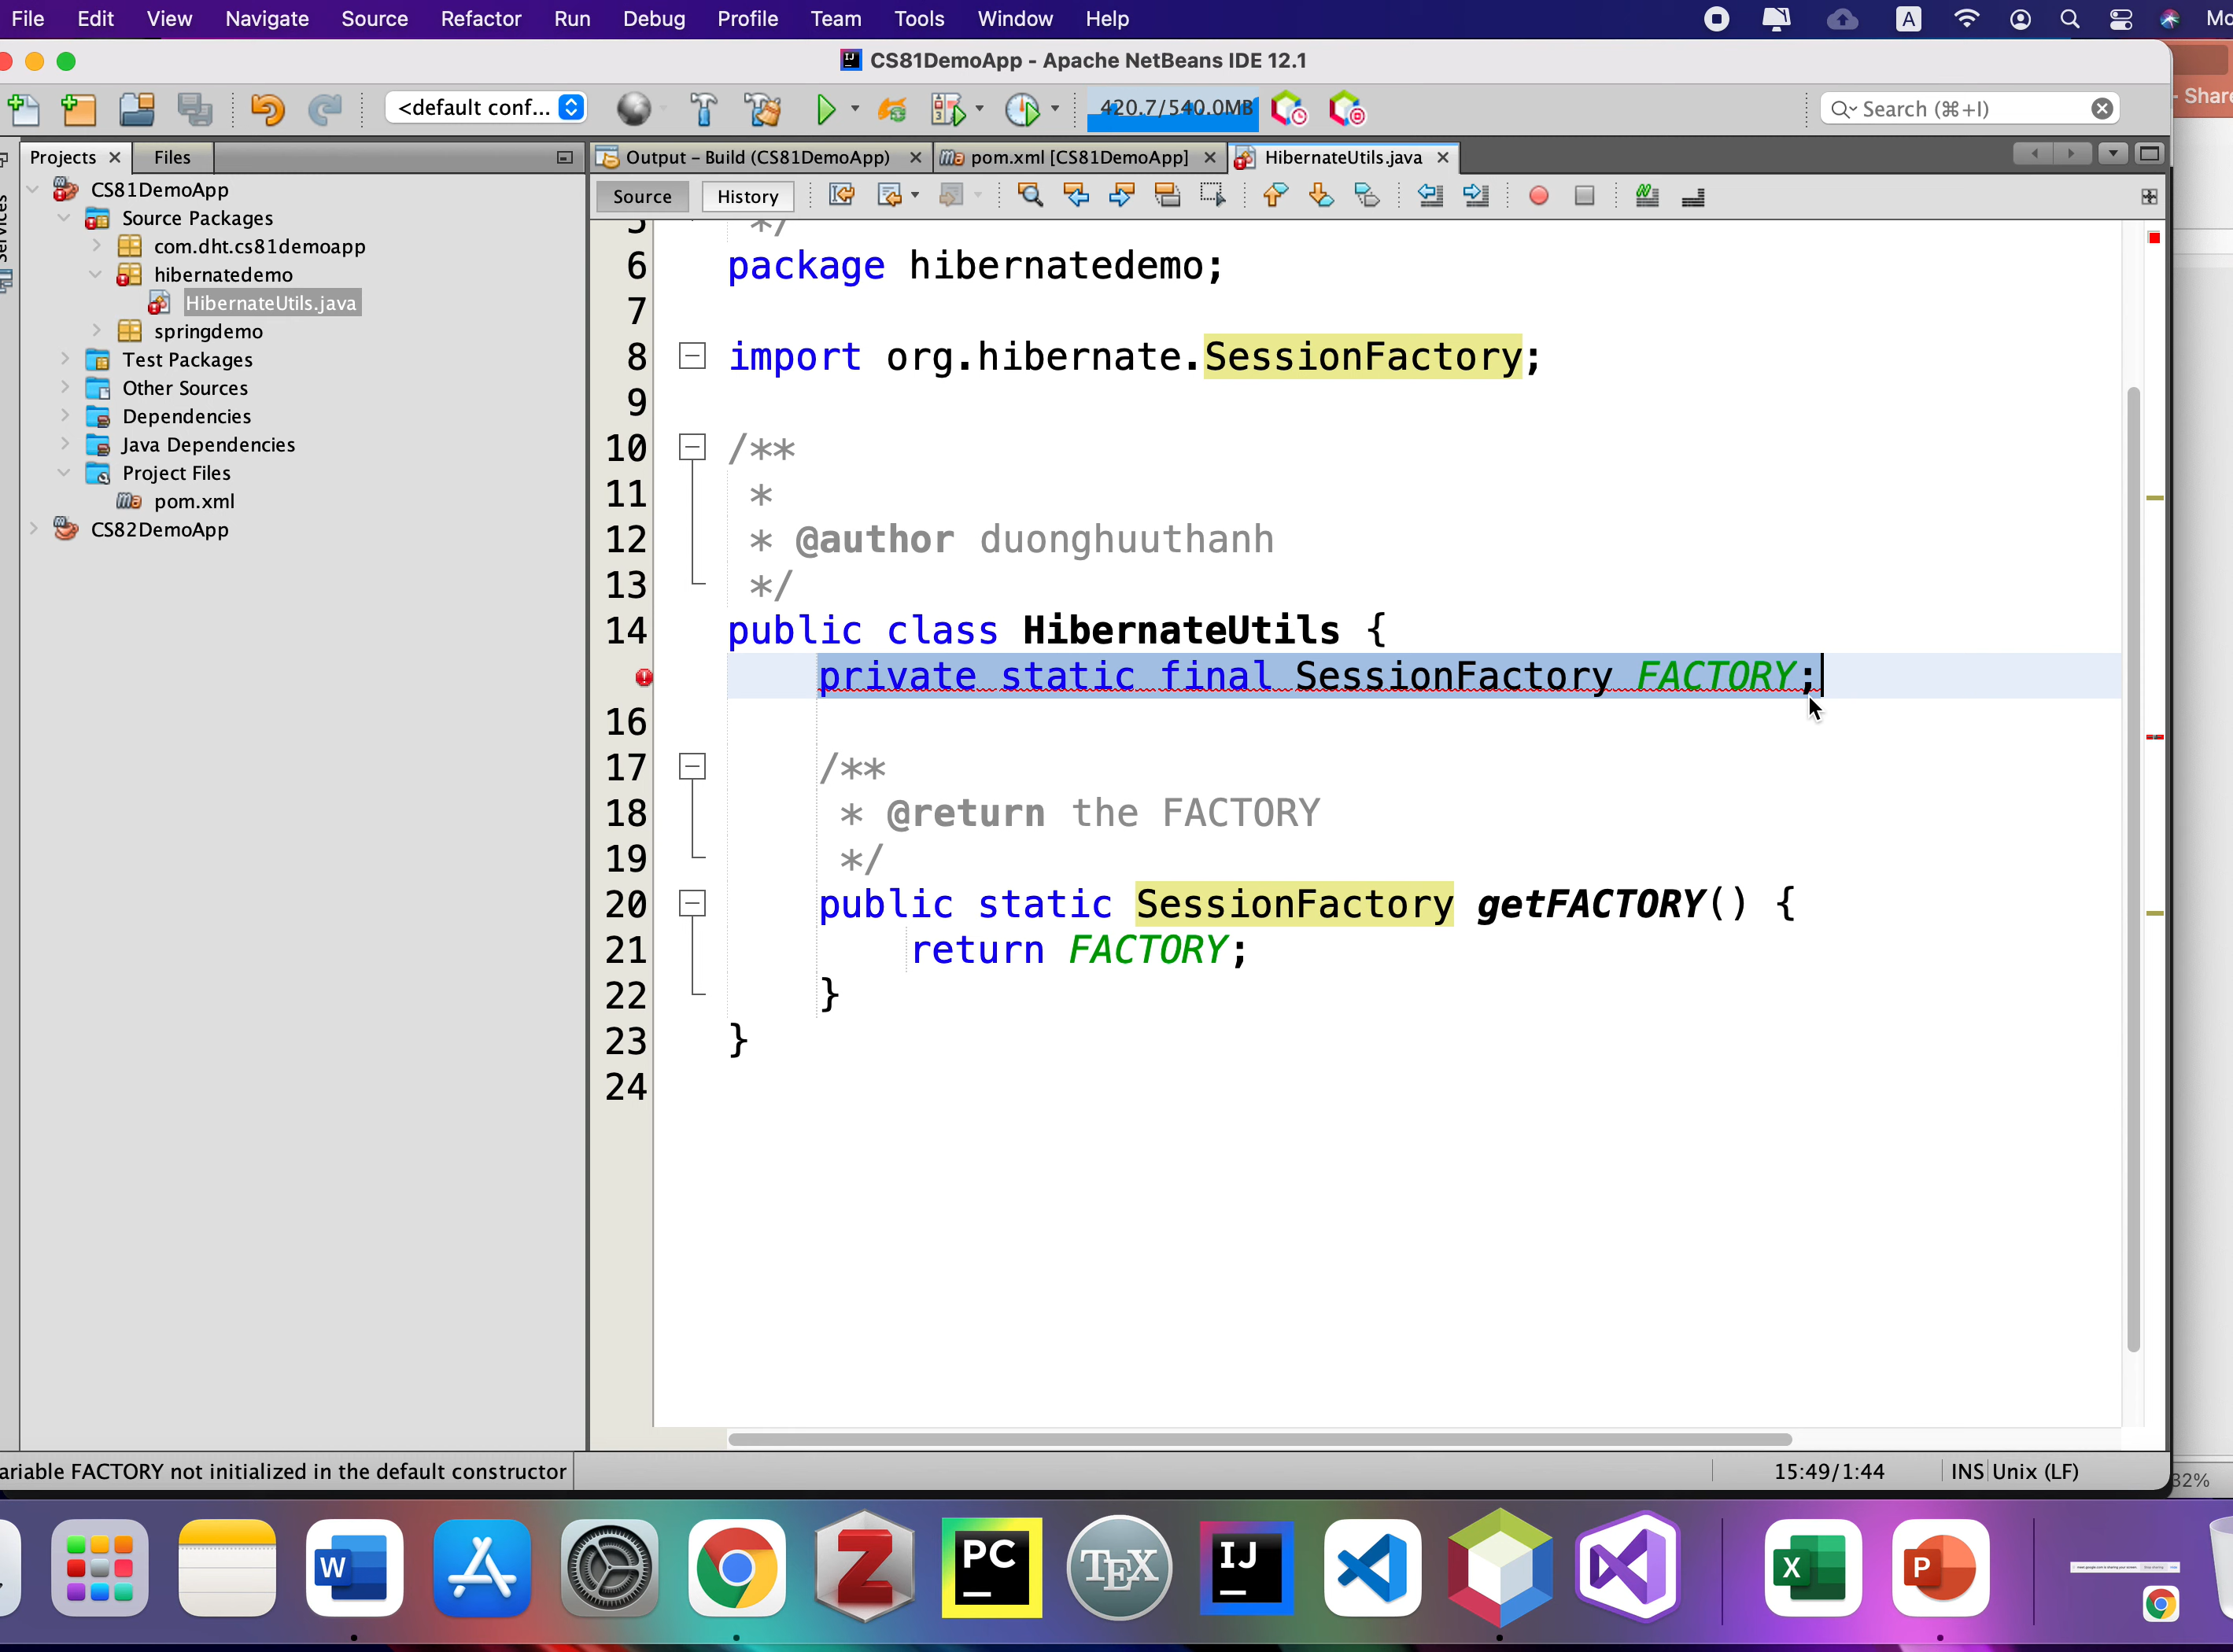 File Edit View Navigate Source Refactor Run Debug Profile Team Tools Window Help
A
CS81DemoApp - Apache NetBeans IDE 12.1
<default conf... 420.7/540.0MB Search (⌘+I)
Projects Files
Output – Build (CS81DemoApp) pom.xml [CS81DemoApp] HibernateUtils.java
Source History
Services
CS81DemoApp
Source Packages
com.dht.cs81demoapp
hibernatedemo
HibernateUtils.java
springdemo
Test Packages
Other Sources
Dependencies
Java Dependencies
Project Files
pom.xml
CS82DemoApp
5 */
6 package hibernatedemo;
7
8 import org.hibernate.SessionFactory;
9
10 /**
11 *
12 * @author duonghuuthanh
13 */
14 public class HibernateUtils {
private static final SessionFactory FACTORY;
16
17 /**
18 * @return the FACTORY
19 */
20 public static SessionFactory getFACTORY() {
21 return FACTORY;
22 }
23 }
24
ariable FACTORY not initialized in the default constructor
15:49/1:44 INS Unix (LF)
32%
W
Z
PC
TEX
IJ
X
P